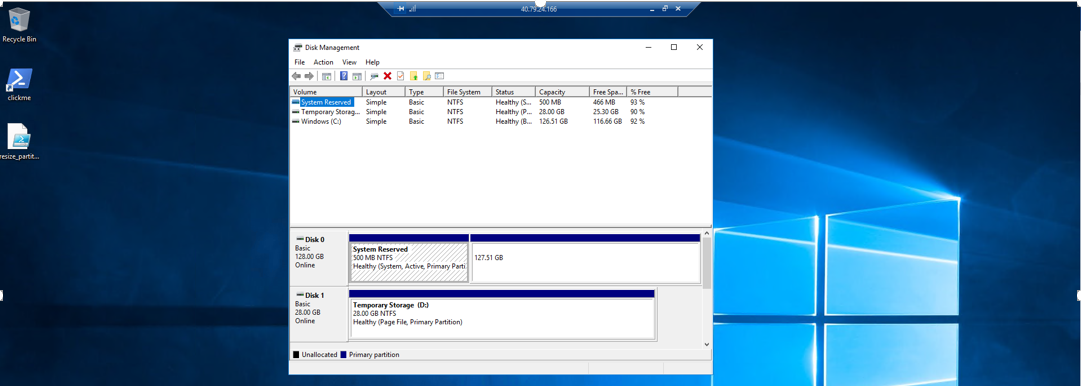 40.79.24.166
Recycle Bin
clickme
resize_partit...
Disk Management
File Action View Help
Volume Layout Type File System Status Capacity Free Spa... % Free
System Reserved Simple Basic NTFS Healthy (S... 500 MB 466 MB 93 %
Temporary Storag... Simple Basic NTFS Healthy (P... 28.00 GB 25.30 GB 90 %
Windows (C:) Simple Basic NTFS Healthy (B... 126.51 GB 116.66 GB 92 %
Disk 0
Basic
128.00 GB
Online
System Reserved
500 MB NTFS
Healthy (System, Active, Primary Parti
127.51 GB
Disk 1
Basic
28.00 GB
Online
Temporary Storage (D:)
28.00 GB NTFS
Healthy (Page File, Primary Partition)
Unallocated Primary partition